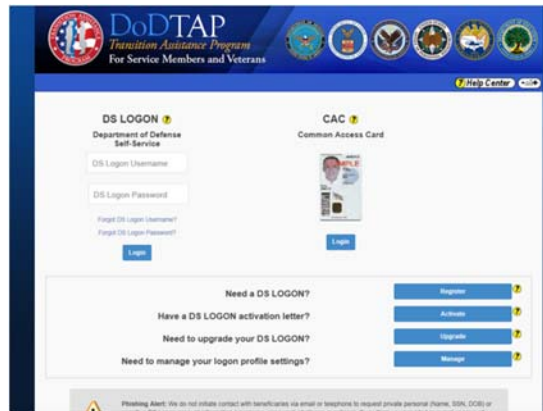 DoDTAP
Transition Assistance Program
For Service Members and Veterans
? Help Center
DS LOGON ?
Department of Defense
Self-Service
DS Logon Username
DS Logon Password
Forgot DS Logon Username?
Forgot DS Logon Password?
Login
CAC ?
Common Access Card
Login
Need a DS LOGON?
Register ?
Have a DS LOGON activation letter?
Activate ?
Need to upgrade your DS LOGON?
Upgrade ?
Need to manage your logon profile settings?
Manage ?
Phishing Alert: We do not initiate contact with beneficiaries via email or telephone to request private personal (Name, SSN, DOB) or